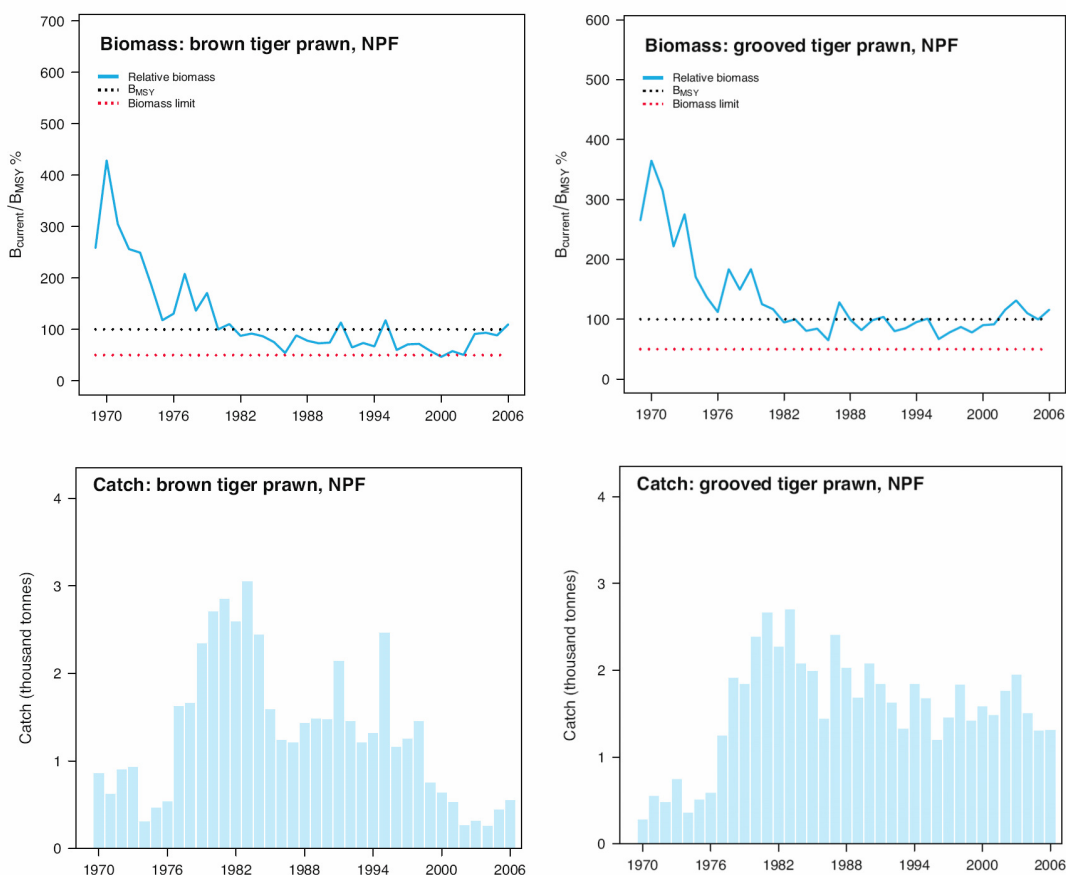 Biomass: brown tiger prawn, NPF
Relative biomass
BMSY
Biomass limit
Bcurrent/BMSY %
700
600
500
400
300
200
100
0
1970 1976 1982 1988 1994 2000 2006
Biomass: grooved tiger prawn, NPF
Relative biomass
BMSY
Biomass limit
Bcurrent/BMSY %
600
500
400
300
200
100
0
1970 1976 1982 1988 1994 2000 2006
Catch: brown tiger prawn, NPF
Catch (thousand tonnes)
4
3
2
1
0
1970 1976 1982 1988 1994 2000 2006
Catch: grooved tiger prawn, NPF
Catch (thousand tonnes)
4
3
2
1
0
1970 1976 1982 1988 1994 2000 2006